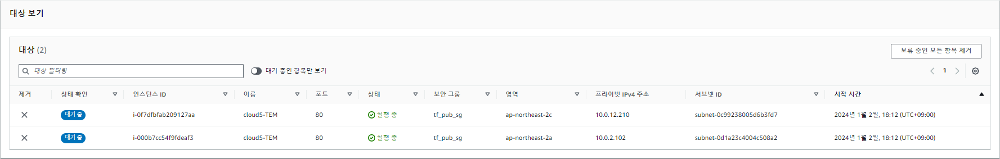 대상 보기
대상 (2)
보류 중인 모든 항목 제거
대상 필터링
대기 중인 항목만 보기
1
제거 상태 확인 인스턴스 ID 이름 포트 상태 보안 그룹 영역 프라이빗 IPv4 주소 서브넷 ID 시작 시간
대기 중 i-0f7dfbfab209127aa cloud5-TEM 80 실행 중 tf_pub_sg ap-northeast-2c 10.0.12.210 subnet-0c99238005d6b3fd7 2024년 1월 2일, 18:12 (UTC+09:00)
대기 중 i-000b7cc54f9fdeaf3 cloud5-TEM 80 실행 중 tf_pub_sg ap-northeast-2a 10.0.2.102 subnet-0d1a23c4004c508a2 2024년 1월 2일, 18:12 (UTC+09:00)